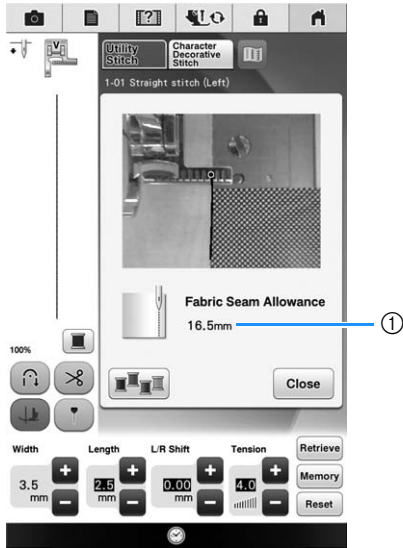 ?
V
Utility
Stitch
Character
Decorative
Stitch
1-01 Straight stitch (Left)
Fabric Seam Allowance
16.5mm
①
Close
100%
Width
Length
L/R Shift
Tension
Retrieve
3.5
mm
2.5
mm
0.00
mm
4.0
Memory
Reset